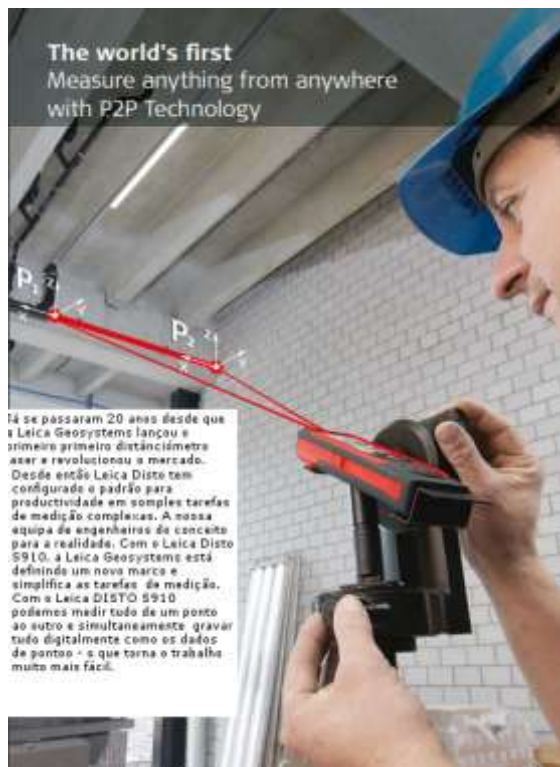 The world's first
Measure anything from anywhere
with P2P Technology
P1
Z
Y
X
P2
Z
Y
X
á se passaram 20 anos desde que
a Leica Geosystems lançou o
primeiro primeiro distânciómetro
laser e revolucionou o mercado.
Desde então Leica Disto tem
configurado o padrão para
productividade em somples tarefas
de medição complexas. A nossa
equipa de engenheiros do conceito
para a realidade. Com o Leica Disto
S910, a Leica Geosystems está
definindo um novo marco e
simplifica as tarefas de medição.
Com o Leica DISTO S910
podemos medir tudo de um ponto
ao outro e simultaneamente gravar
tudo digitalmente como os dados
de pontos - o que torna o trabalho
muito mais fácil.